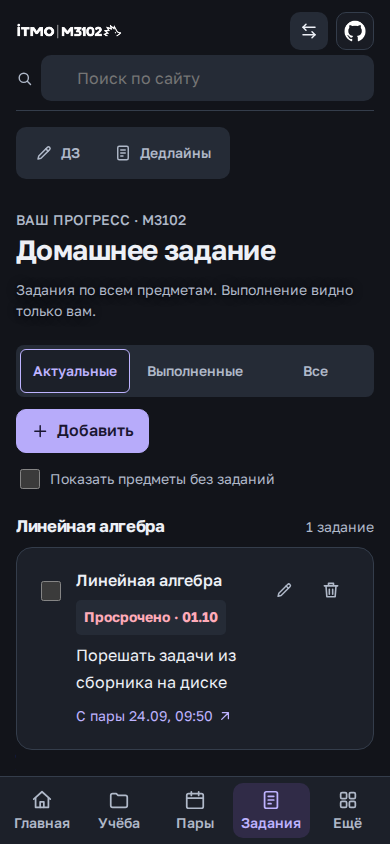 iTMO | M3102
Поиск по сайту
ДЗ Дедлайны
ВАШ ПРОГРЕСС · M3102
Домашнее задание
Задания по всем предметам. Выполнение видно
только вам.
Актуальные Выполненные Все
+ Добавить
Показать предметы без заданий
Линейная алгебра 1 задание
Линейная алгебра
Просрочено · 01.10
Порешать задачи из
сборника на диске
С пары 24.09, 09:50 ↗
Главная Учёба Пары Задания Ещё